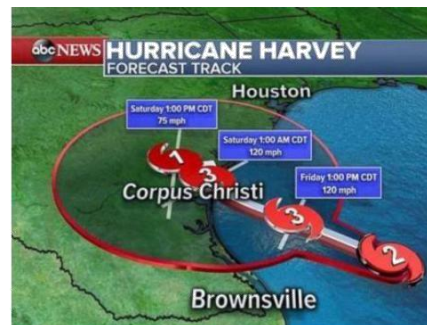 abc NEWS
HURRICANE HARVEY
FORECAST TRACK
Houston
Saturday 1:00 PM CDT
75 mph
Saturday 1:00 AM CDT
120 mph
1
3
Corpus Christi
Friday 1:00 PM CDT
120 mph
3
2
Brownsville